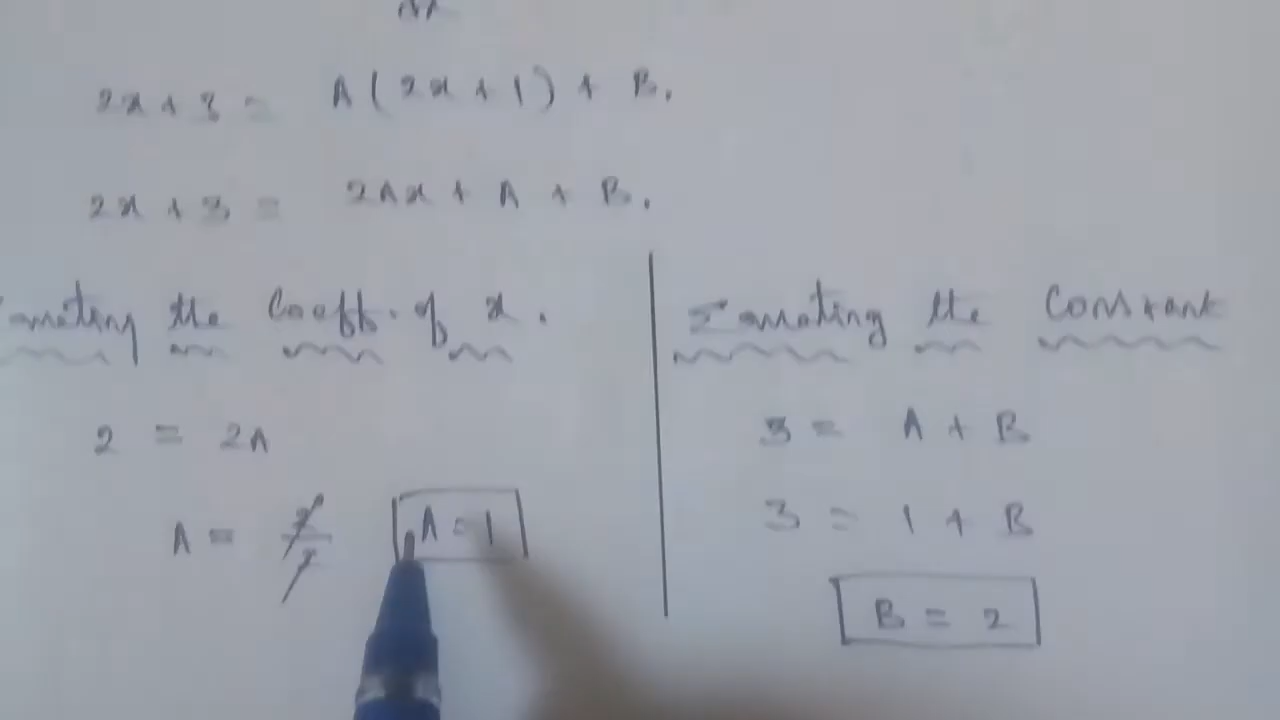 2x + 3 = A(2x + 1) + B.
2x + 3 = 2Ax + A + B.
the Coeff. of x.
2 = 2A
A = 2/2 A = 1
Equating the Constant
3 = A + B
3 = 1 + B
B = 2